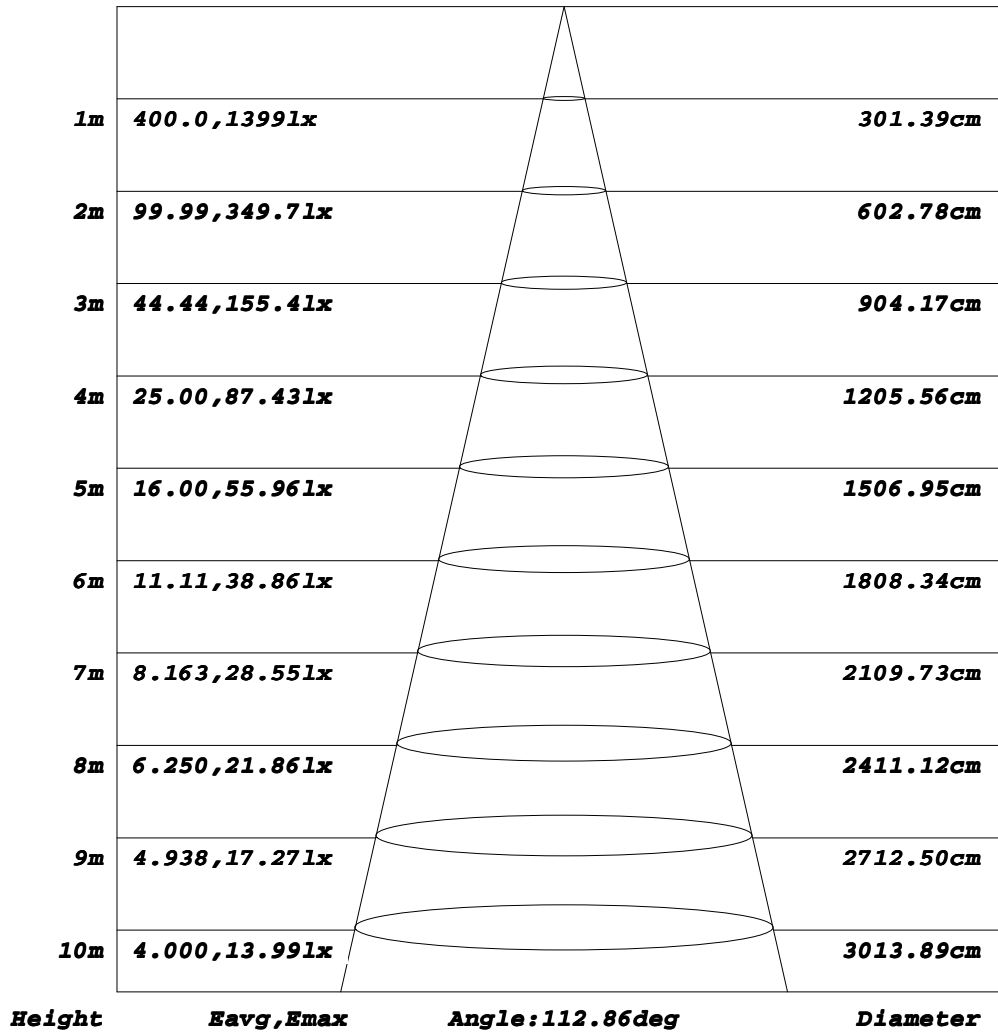 1m 400.0,1399lx 301.39cm
2m 99.99,349.7lx 602.78cm
3m 44.44,155.4lx 904.17cm
4m 25.00,87.43lx 1205.56cm
5m 16.00,55.96lx 1506.95cm
6m 11.11,38.86lx 1808.34cm
7m 8.163,28.55lx 2109.73cm
8m 6.250,21.86lx 2411.12cm
9m 4.938,17.27lx 2712.50cm
10m 4.000,13.99lx 3013.89cm
Height Eavg,Emax Angle:112.86deg Diameter